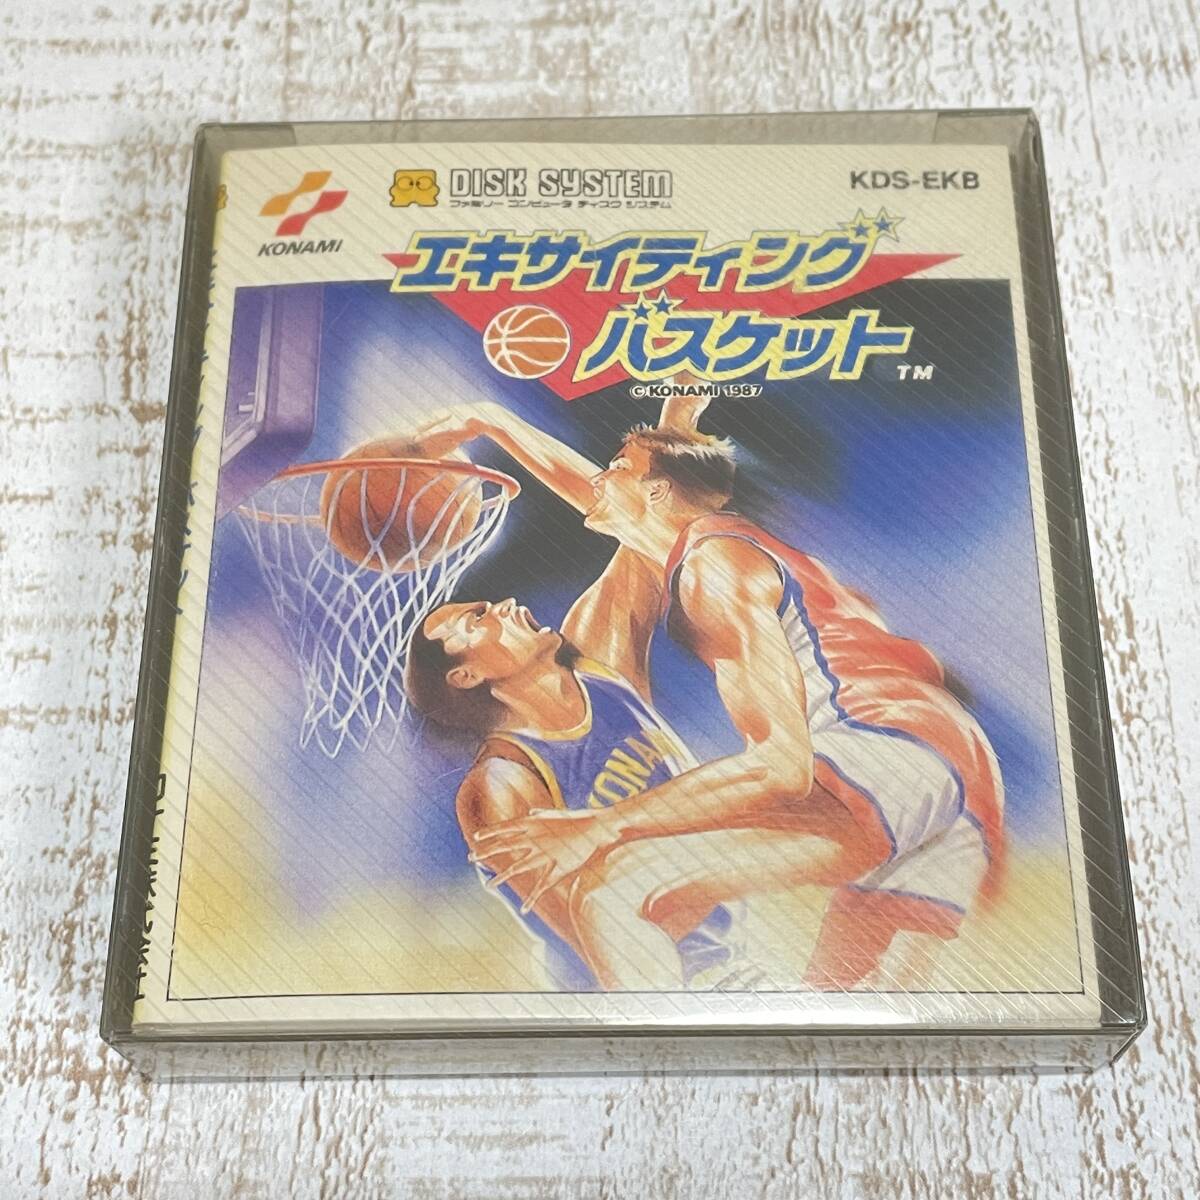 KONAMI
DISK SYSTEM
ファミリー コンピュータ ディスク システム
KDS-EKB
エキサイティング
バスケット TM
© KONAMI 1987
KONAM